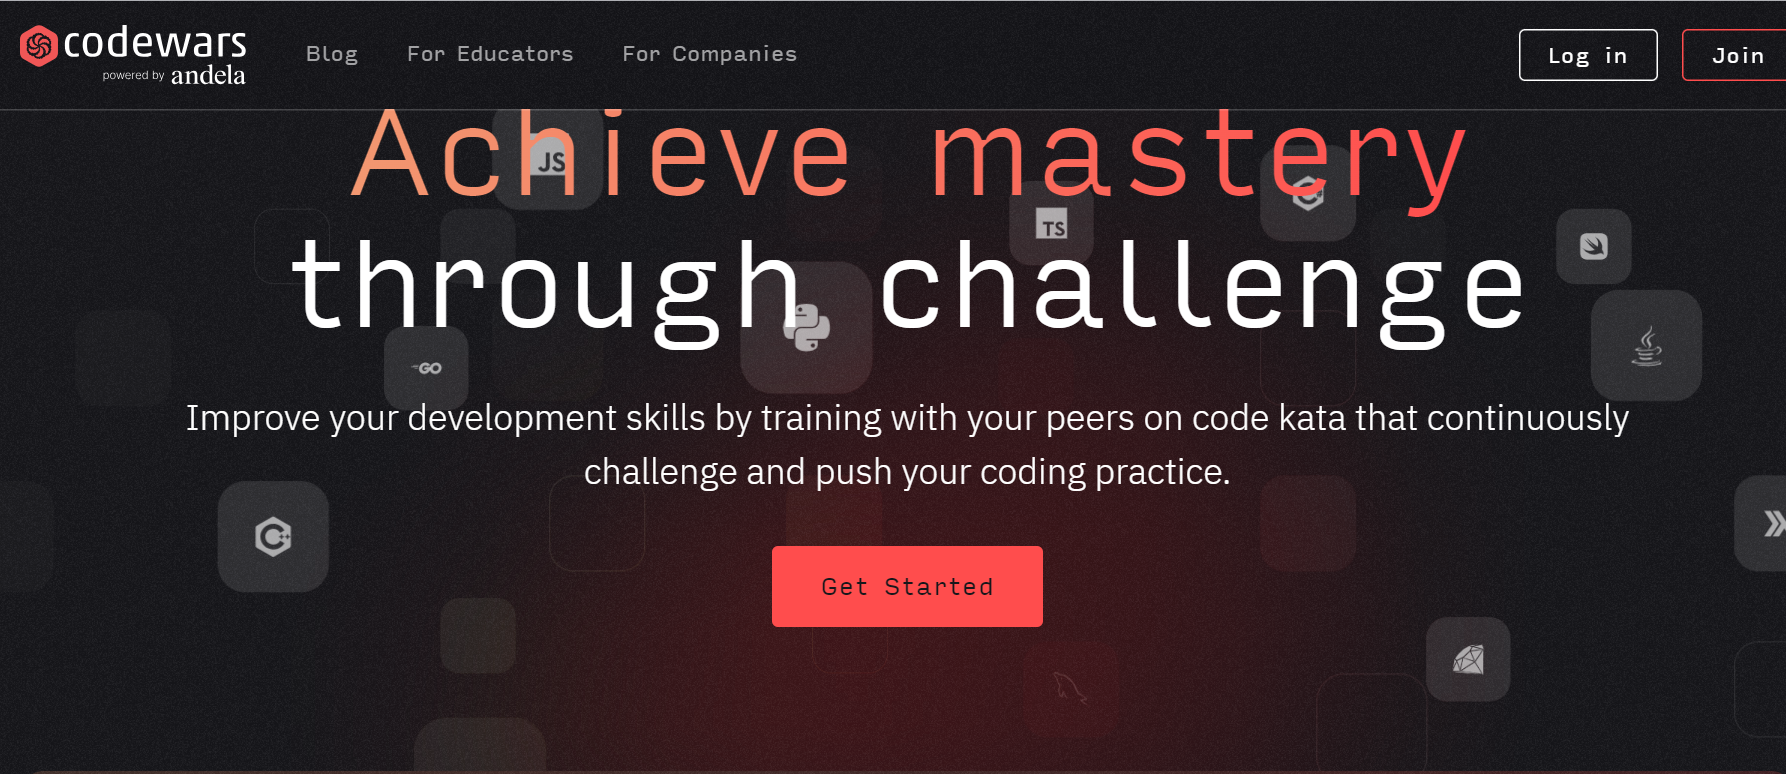 codewars
powered by andela
Blog
For Educators
For Companies
Log in
Join
Achieve mastery
through challenge
JS
TS
GO
Improve your development skills by training with your peers on code kata that continuously
challenge and push your coding practice.
Get Started